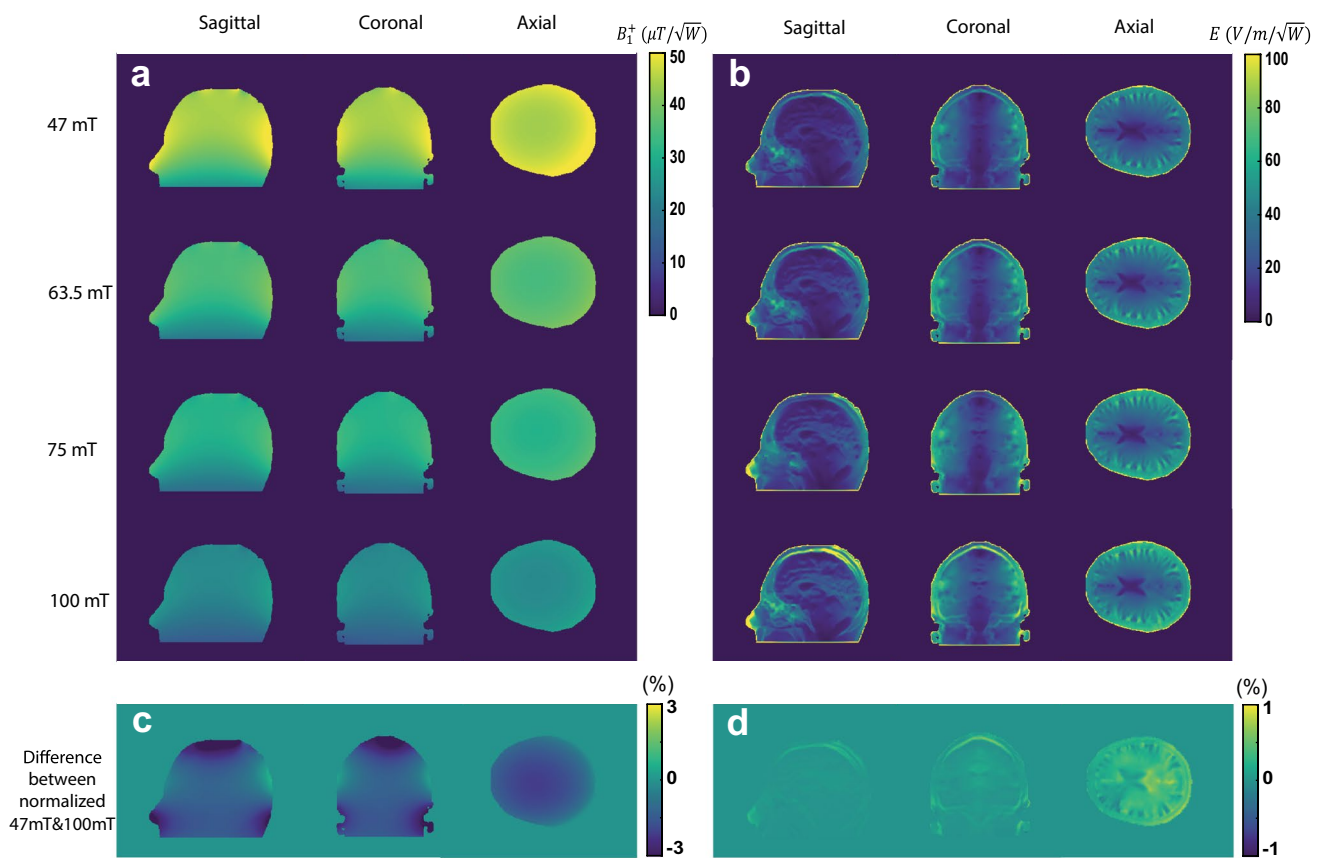 Sagittal Coronal Axial B₁⁺ (μT/√W)
a
50
40
30
20
10
0
47 mT
63.5 mT
75 mT
100 mT
Sagittal Coronal Axial E (V/m/√W)
b
100
80
60
40
20
0
Difference
between
normalized
47mT&100mT
c
(%)
3
0
-3
d
(%)
1
0
-1